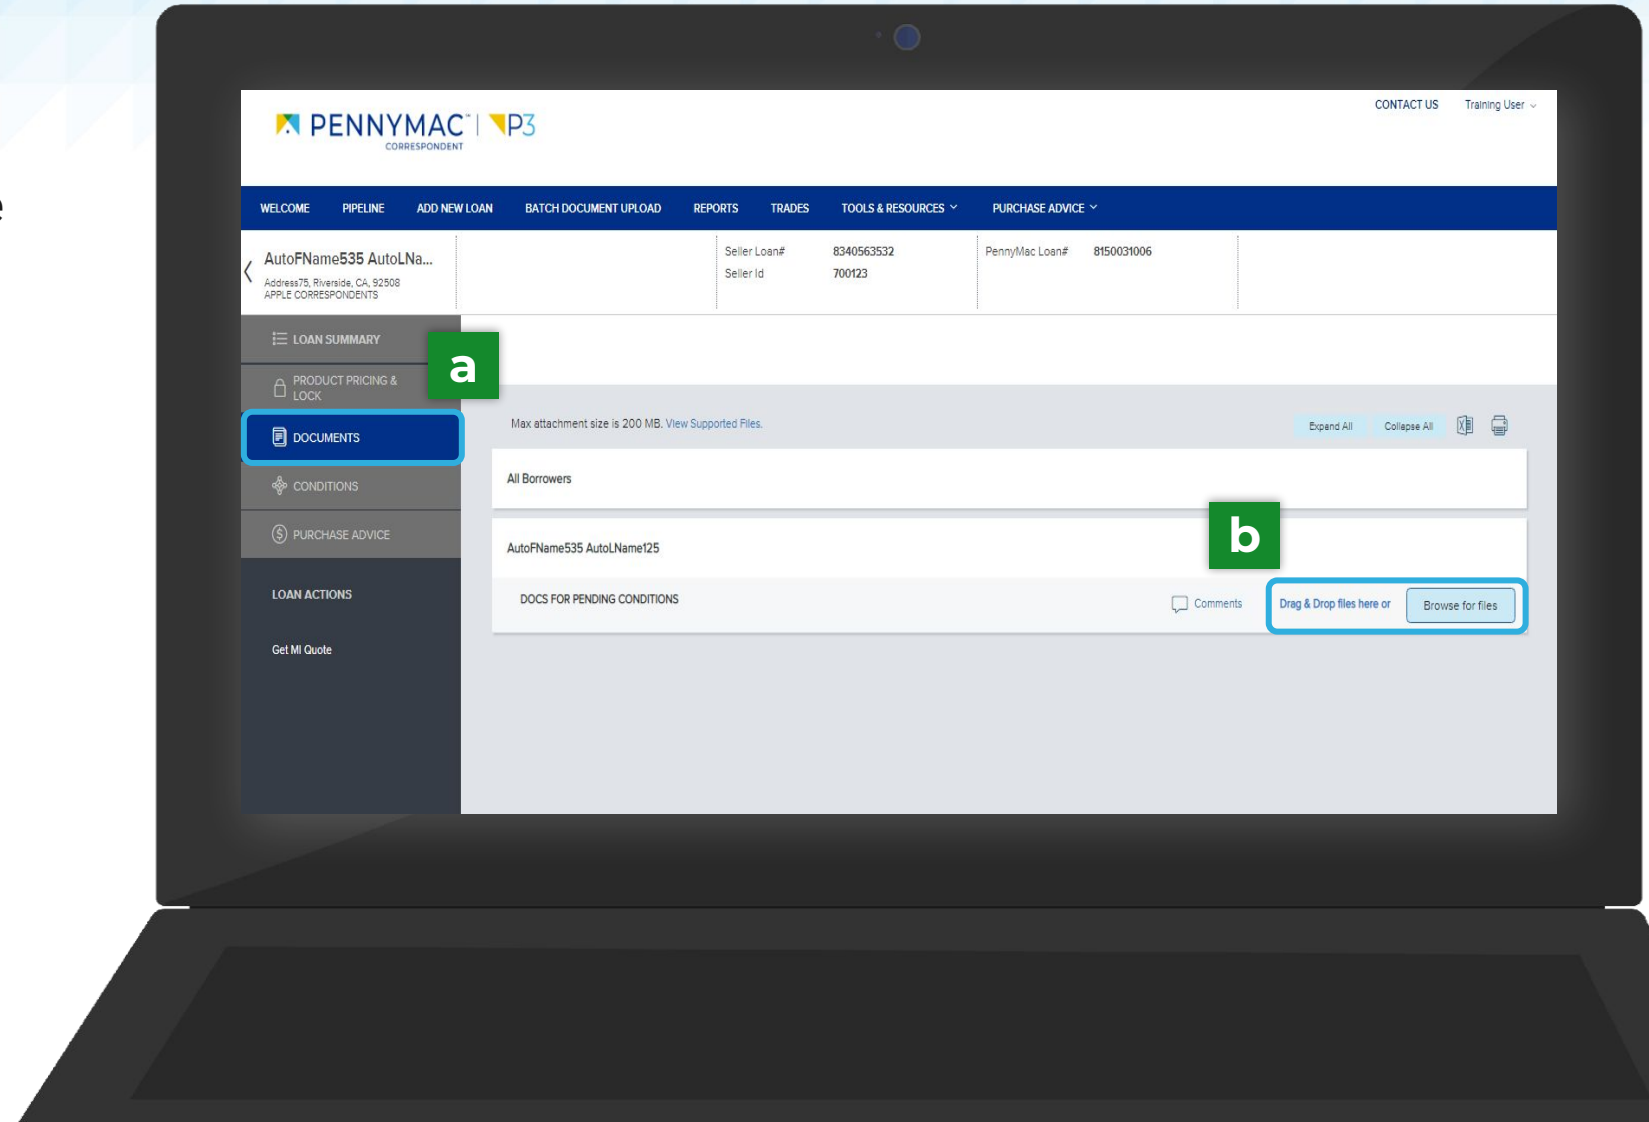 e
PENNYMAC™ | P3
CORRESPONDENT
CONTACT US Training User
WELCOME PIPELINE ADD NEW LOAN BATCH DOCUMENT UPLOAD REPORTS TRADES TOOLS & RESOURCES PURCHASE ADVICE
AutoFName535 AutoLNa...
Address75, Riverside, CA, 92508
APPLE CORRESPONDENTS
Seller Loan# 8340563532
Seller Id 700123
PennyMac Loan# 8150031006
LOAN SUMMARY
a
PRODUCT PRICING &
LOCK
DOCUMENTS
CONDITIONS
PURCHASE ADVICE
LOAN ACTIONS
Get MI Quote
Max attachment size is 200 MB. View Supported Files.
Expand All Collapse All
All Borrowers
b
AutoFName535 AutoLName125
DOCS FOR PENDING CONDITIONS
Comments
Drag & Drop files here or Browse for files